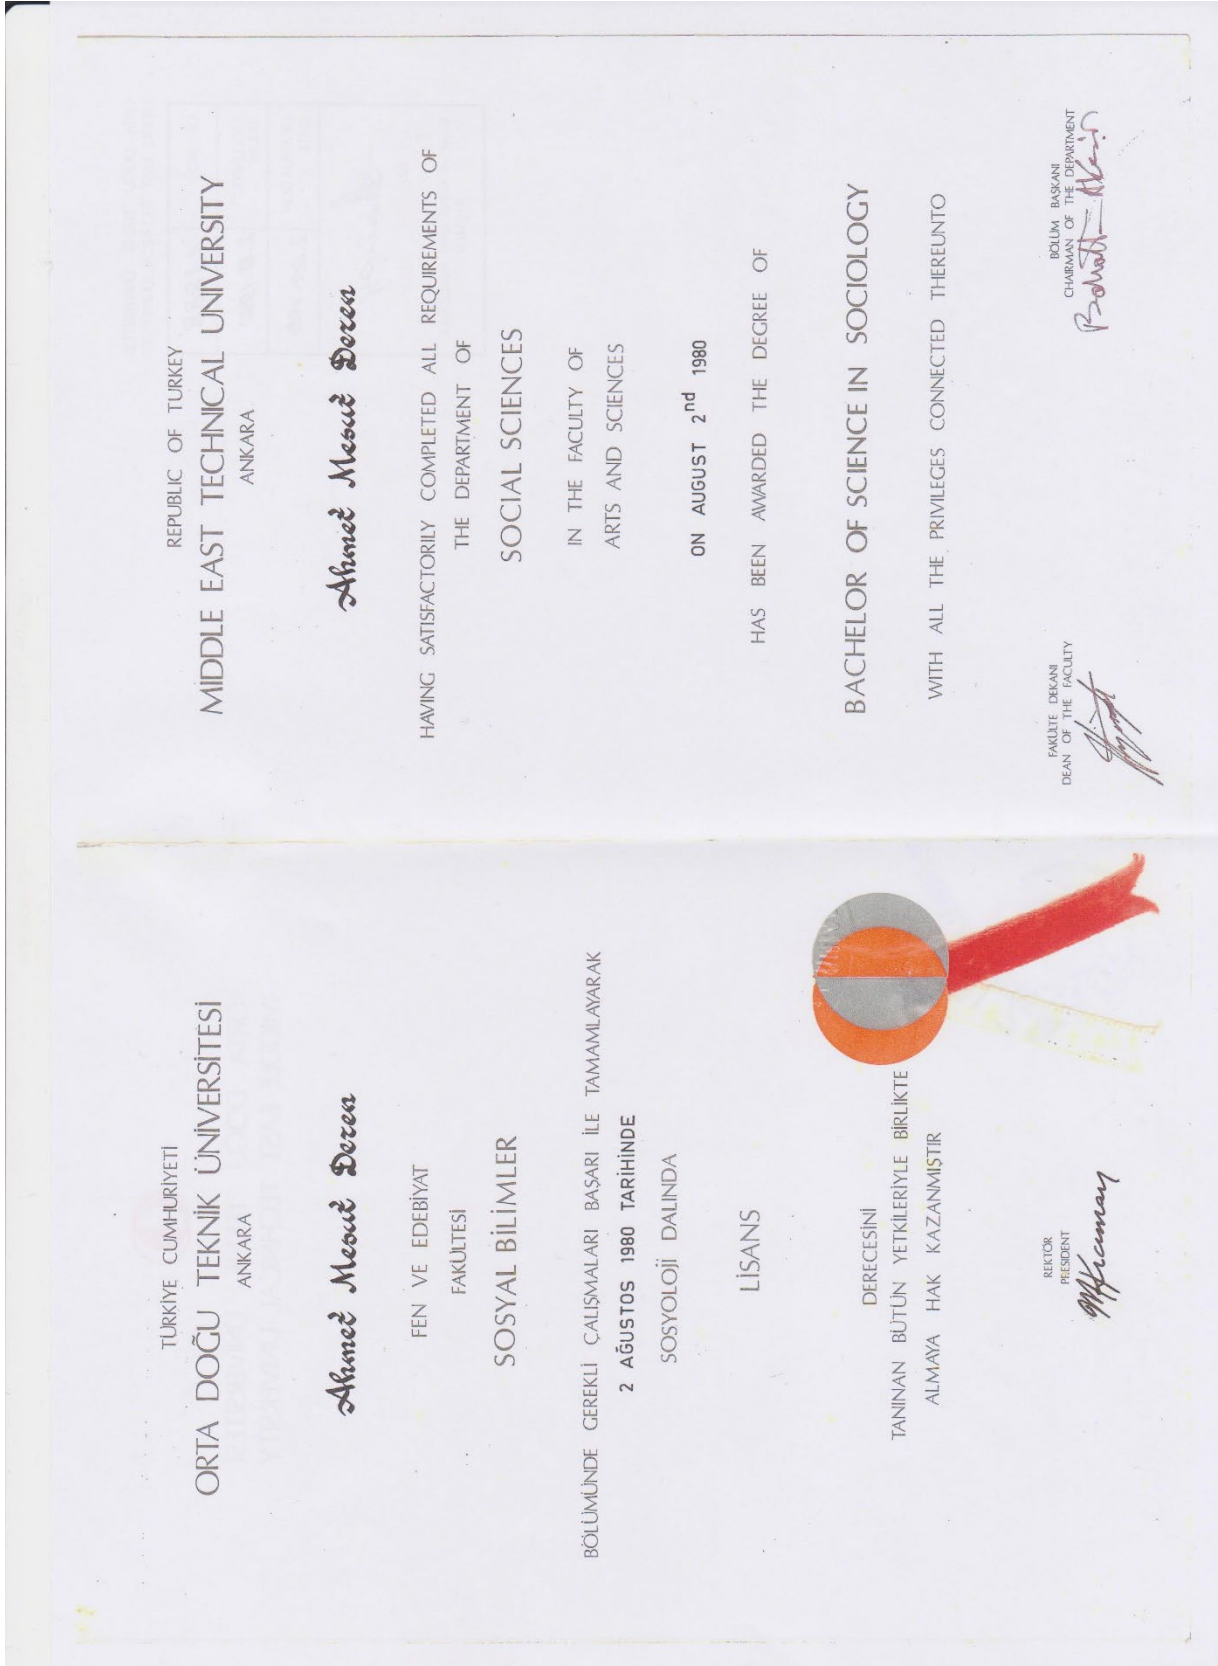 TÜRKİYE CUMHURİYETİ
ORTA DOĞU TEKNİK ÜNİVERSİTESİ
ANKARA
Ahmet Mesut Deren
FEN VE EDEBİYAT
FAKÜLTESİ
SOSYAL BİLİMLER
BÖLÜMÜNDE GEREKLİ ÇALIŞMALARI BAŞARI İLE TAMAMLAYARAK
2 AĞUSTOS 1980 TARİHİNDE
SOSYOLOJİ DALINDA
LİSANS
DERECESİNİ
TANINAN BÜTÜN YETKİLERİYLE BİRLİKTE
ALMAYA HAK KAZANMIŞTIR
REKTÖR
PRESIDENT
REPUBLIC OF TURKEY
MIDDLE EAST TECHNICAL UNIVERSITY
ANKARA
Ahmet Mesut Deren
HAVING SATISFACTORILY COMPLETED ALL REQUIREMENTS OF
THE DEPARTMENT OF
SOCIAL SCIENCES
IN THE FACULTY OF
ARTS AND SCIENCES
ON AUGUST 2nd 1980
HAS BEEN AWARDED THE DEGREE OF
BACHELOR OF SCIENCE IN SOCIOLOGY
WITH ALL THE PRIVILEGES CONNECTED THEREUNTO
FAKÜLTE DEKANI
DEAN OF THE FACULTY
BÖLÜM BAŞKANI
CHAIRMAN OF THE DEPARTMENT